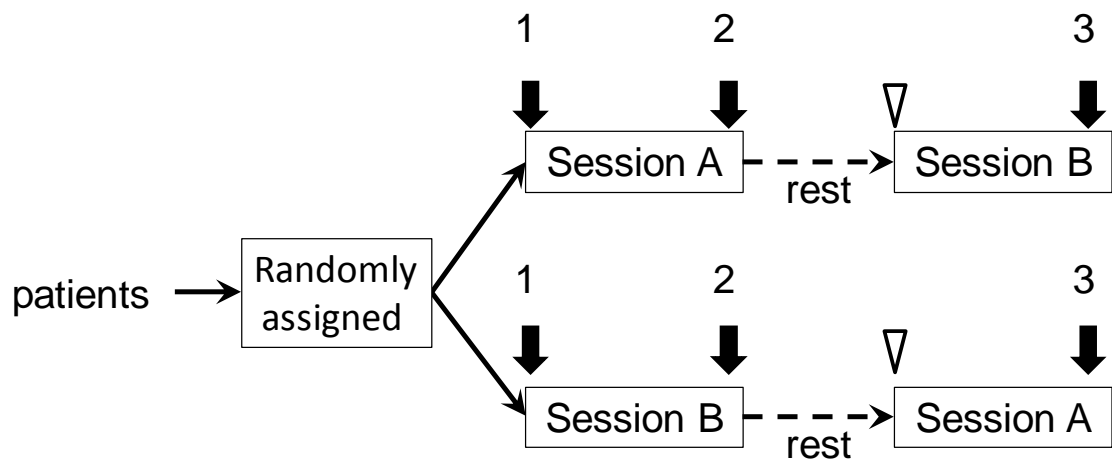 1 2 3
Session A
rest
Session B
patients
Randomly
assigned
1 2 3
Session B
rest
Session A